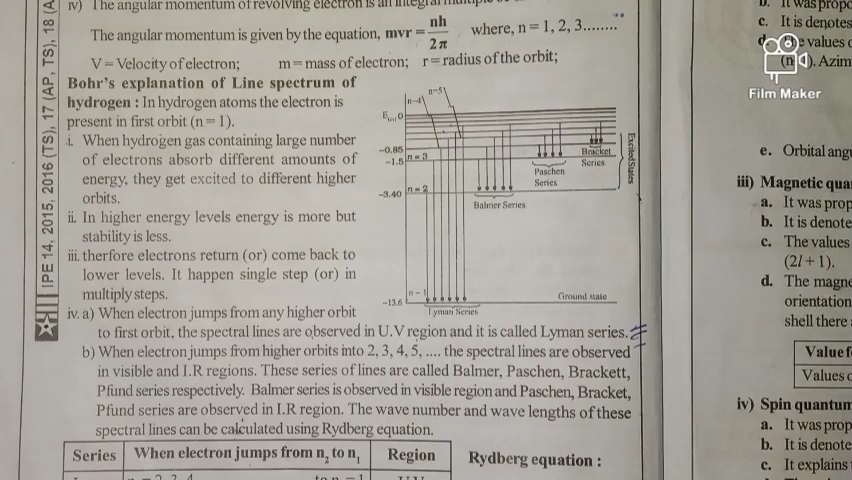 IPE 14, 2015, 2016 (TS), 17 (AP, TS), 18 (A
iv) The angular momentum of revolving electron is an integral multiple of
The angular momentum is given by the equation, mvr = nh / 2π where, n = 1, 2, 3........
V = Velocity of electron; m = mass of electron; r = radius of the orbit;
Bohr's explanation of Line spectrum of
hydrogen : In hydrogen atoms the electron is
present in first orbit (n = 1).
i. When hydrogen gas containing large number
of electrons absorb different amounts of
energy, they get excited to different higher
orbits.
ii. In higher energy levels energy is more but
stability is less.
iii. therfore electrons return (or) come back to
lower levels. It happen single step (or) in
multiply steps.
n=4
n=5
0
-0.85
-1.5
n = 3
-3.40
n = 2
-13.6
n - 1
Bracket
Series
Paschen
Series
Balmer Series
Lyman Series
Ground state
Excited States
iv. a) When electron jumps from any higher orbit
to first orbit, the spectral lines are observed in U.V region and it is called Lyman series.
b) When electron jumps from higher orbits into 2, 3, 4, 5, .... the spectral lines are observed
in visible and I.R regions. These series of lines are called Balmer, Paschen, Brackett,
Pfund series respectively. Balmer series is observed in visible region and Paschen, Bracket,
Pfund series are observed in I.R region. The wave number and wave lengths of these
spectral lines can be calculated using Rydberg equation.
Series When electron jumps from n2 to n1 Region
Rydberg equation :
b. It was propo
c. It is denotes
d. values o
(n- ). Azim
Film Maker
e. Orbital angu
iii) Magnetic qua
a. It was prop
b. It is denote
c. The values
(2l + 1).
d. The magne
orientation
shell there
Value f
Values o
iv) Spin quantum
a. It was prop
b. It is denote
c. It explains